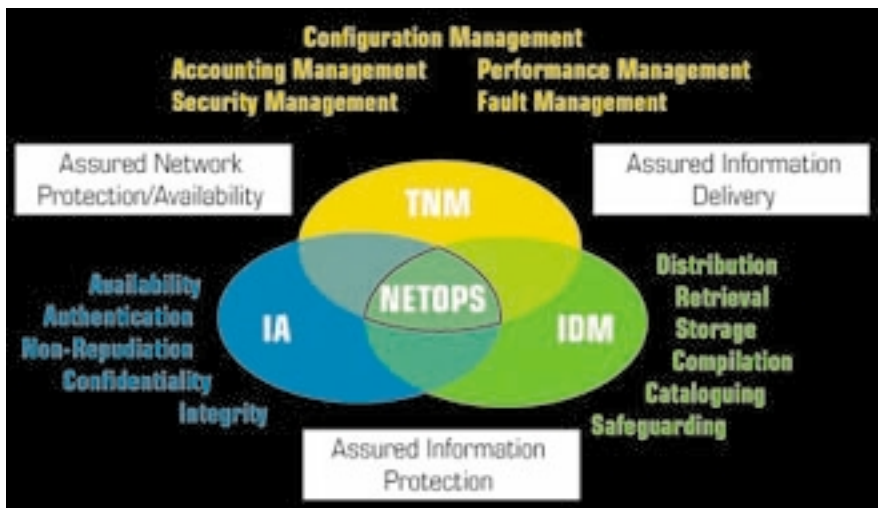 Configuration Management
Accounting Management Performance Management
Security Management Fault Management
Assured Network
Protection/Availability
Assured Information
Delivery
TNM
Availability
Authentication
Non-Repudiation
Confidentiality
Integrity
IA
NETOPS
IDM
Distribution
Retrieval
Storage
Compilation
Cataloguing
Safeguarding
Assured Information
Protection